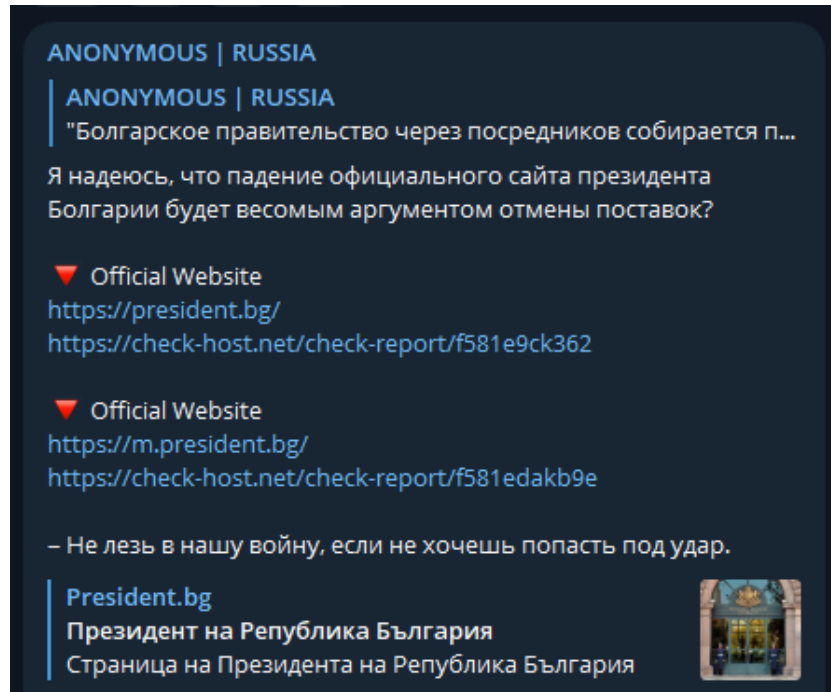 ANONYMOUS | RUSSIA
ANONYMOUS | RUSSIA
"Болгарское правительство через посредников собирается п...
Я надеюсь, что падение официального сайта президента
Болгарии будет весомым аргументом отмены поставок?
🔻 Official Website
https://president.bg/
https://check-host.net/check-report/f581e9ck362
🔻 Official Website
https://m.president.bg/
https://check-host.net/check-report/f581edakb9e
– Не лезь в нашу войну, если не хочешь попасть под удар.
President.bg
Президент на Република България
Страница на Президента на Република България